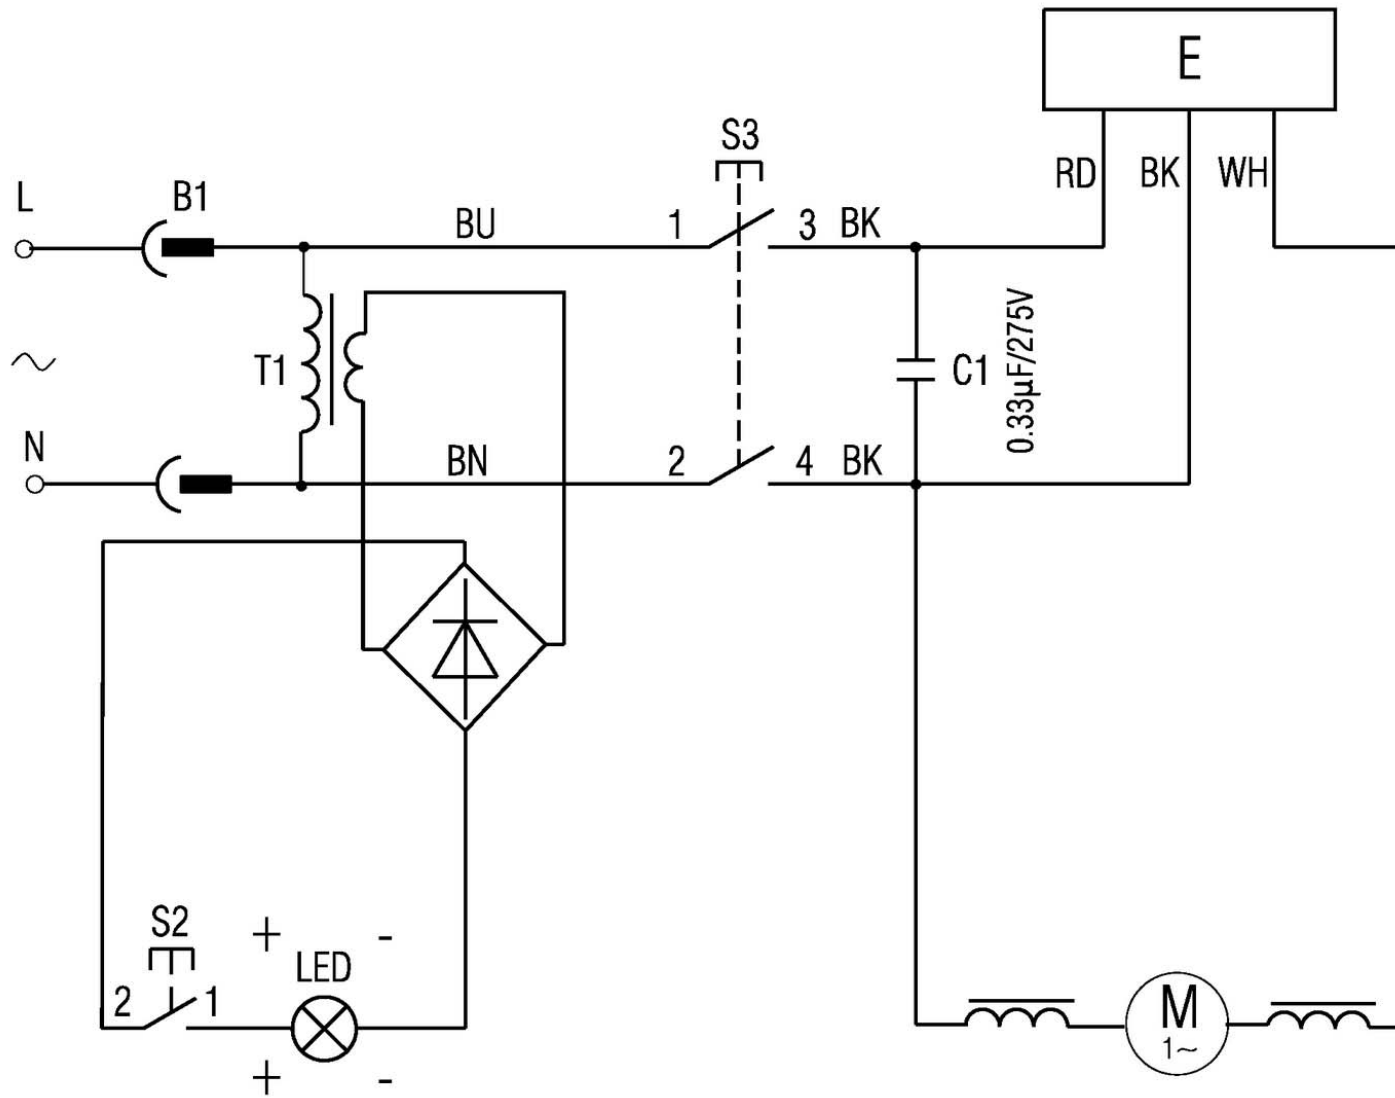 E
S3
RD BK WH
L B1
BU 1 3 BK
T1
C1 0.33µF/275V
N
BN 2 4 BK
S2
+ -
LED
2 1
M
1~
+ -